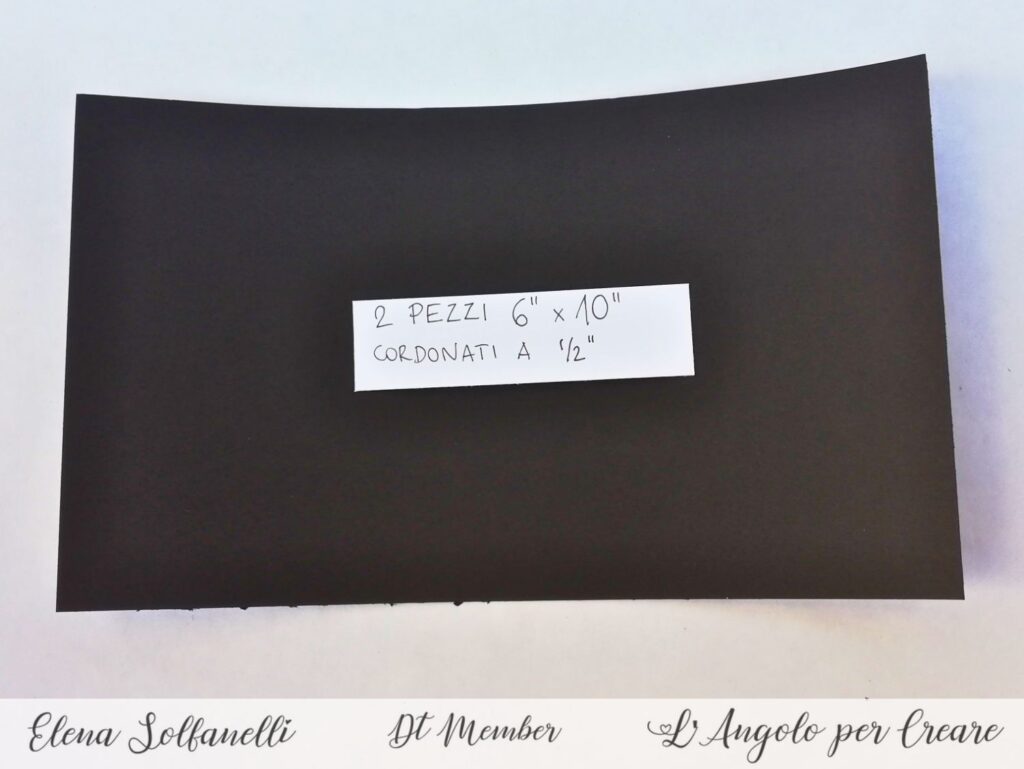 2 PEZZI 6" x 10"
CORDONATI A 1/2"
Elena Solfanelli DT Member L'Angolo per Creare